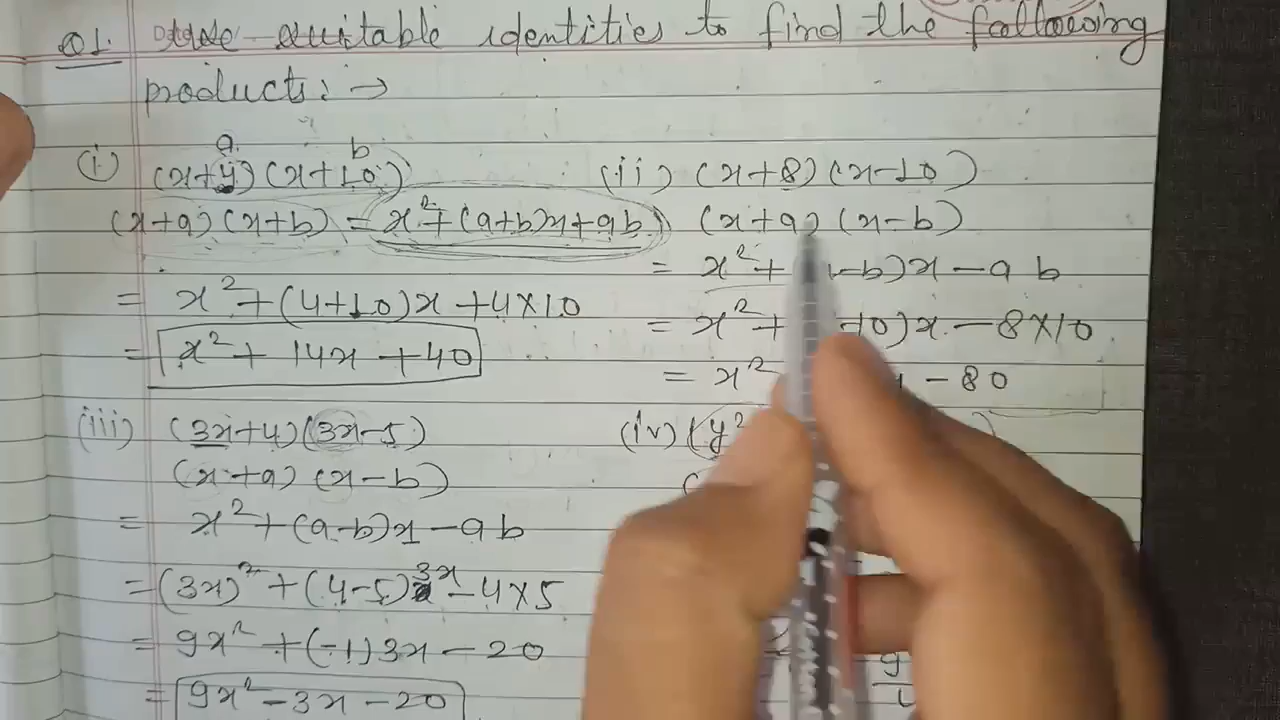 Q1. Use suitable identities to find the following
products: →
a b
(i) (x+4)(x+10) (ii) (x+8)(x-10)
(x+a)(x+b) = x²+(a+b)x+ab (x+a)(x-b)
= x²+ -b)x - a b
= x²+(4+10)x+4×10 = x²+ -10)x - 8×10
= x²+ 14x +40 = x² - 80
(iii) (3x+4)(3x-5) (iv) (y²
(x+a)(x-b)
= x²+(a-b)x-ab
= (3x)²+(4-5)3x-4×5
= 9x²+(-1)3x-20
= 9x²-3x-20